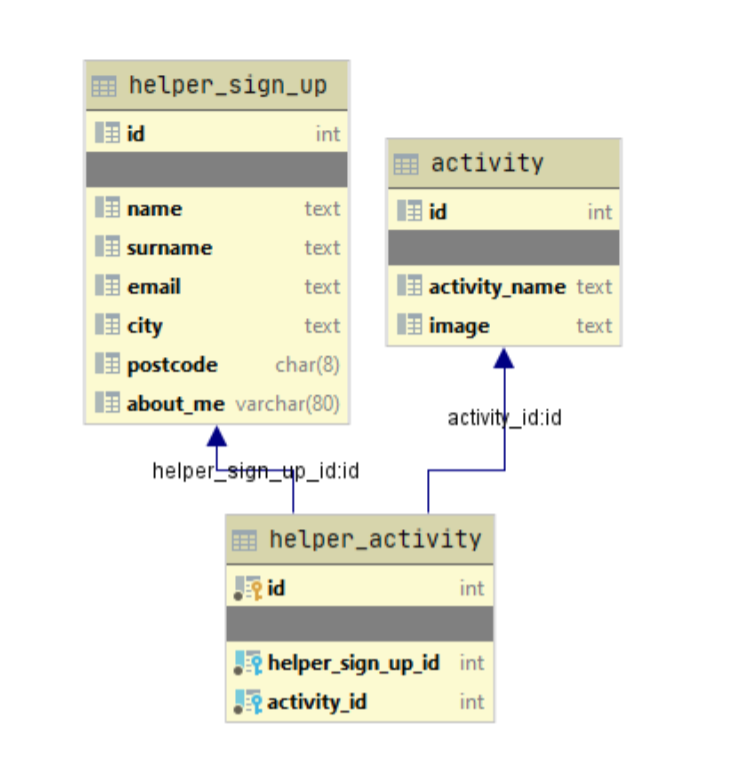 helper_sign_up
id int
name text
surname text
email text
city text
postcode char(8)
about_me varchar(80)
activity
id int
activity_name text
image text
helper_sign_up_id:id
activity_id:id
helper_activity
id int
helper_sign_up_id int
activity_id int